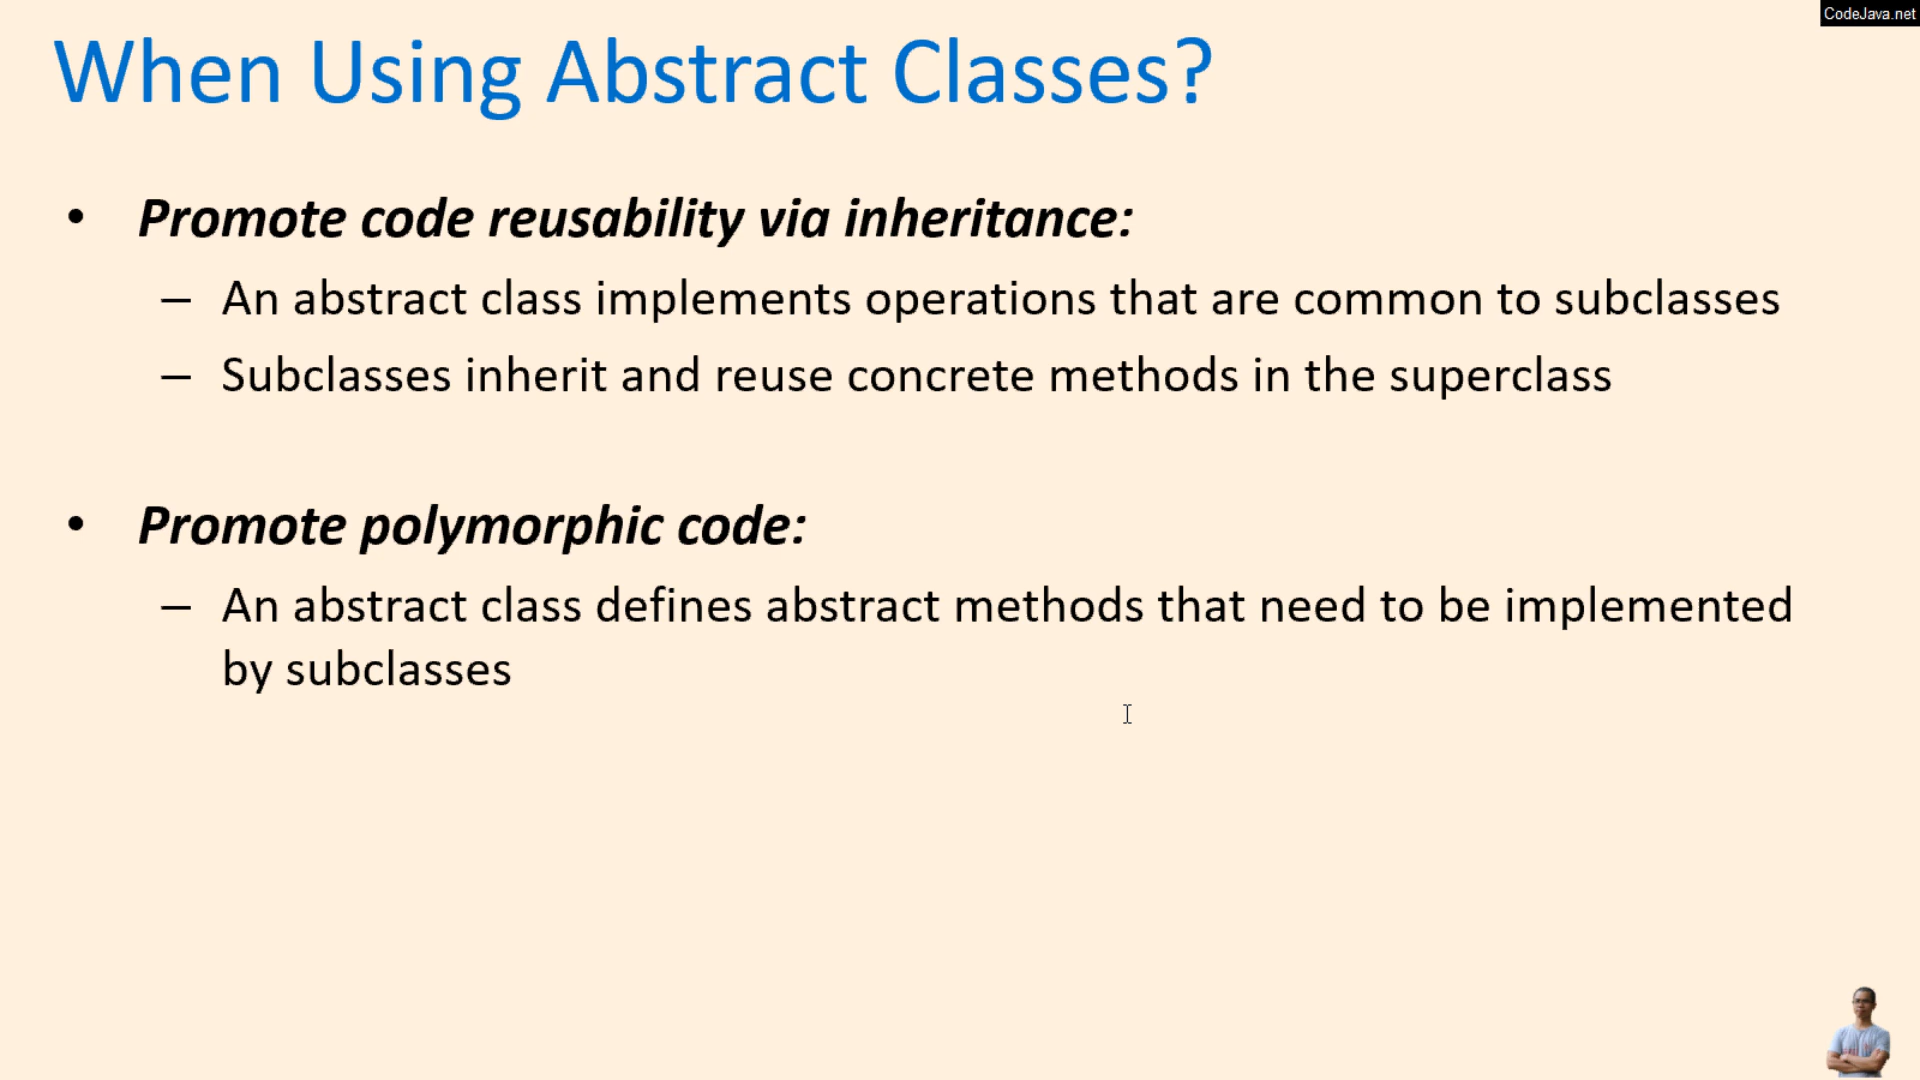 CodeJava.net
When Using Abstract Classes?
• Promote code reusability via inheritance:
– An abstract class implements operations that are common to subclasses
– Subclasses inherit and reuse concrete methods in the superclass
• Promote polymorphic code:
– An abstract class defines abstract methods that need to be implemented
by subclasses